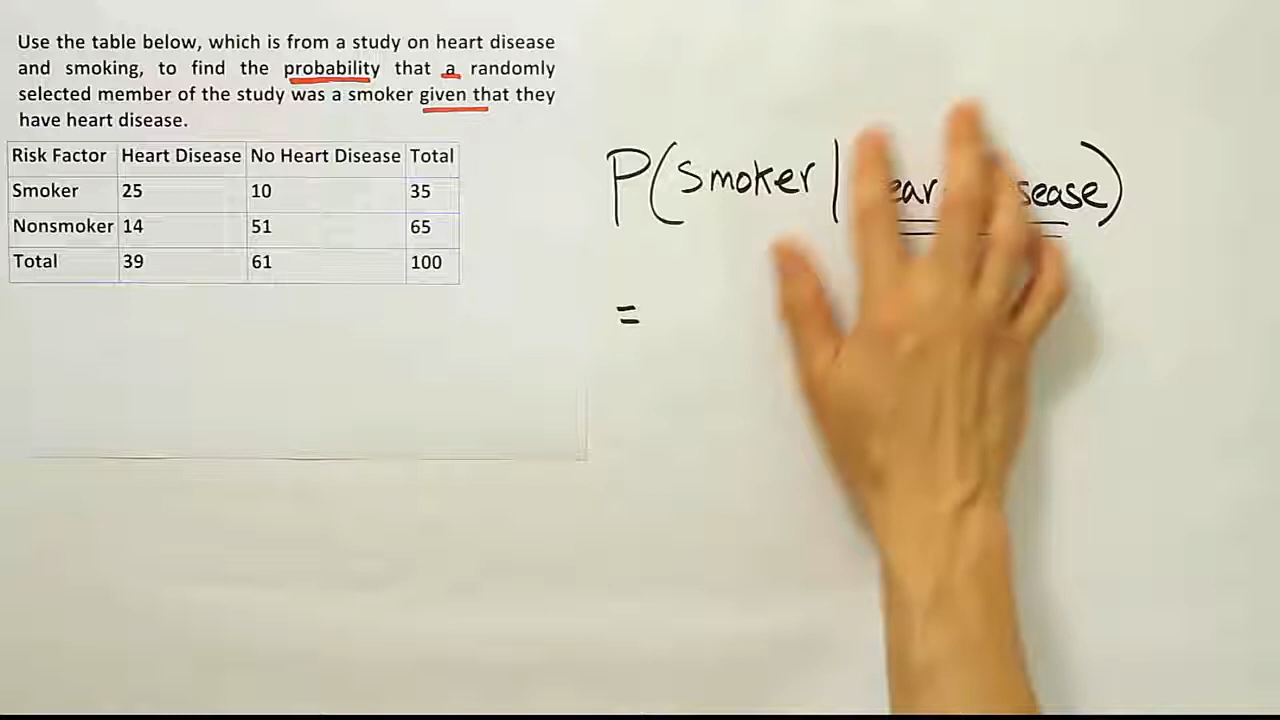 Use the table below, which is from a study on heart disease
and smoking, to find the probability that a randomly
selected member of the study was a smoker given that they
have heart disease.
Risk Factor Heart Disease No Heart Disease Total
Smoker 25 10 35
Nonsmoker 14 51 65
Total 39 61 100
P(Smoker |
=